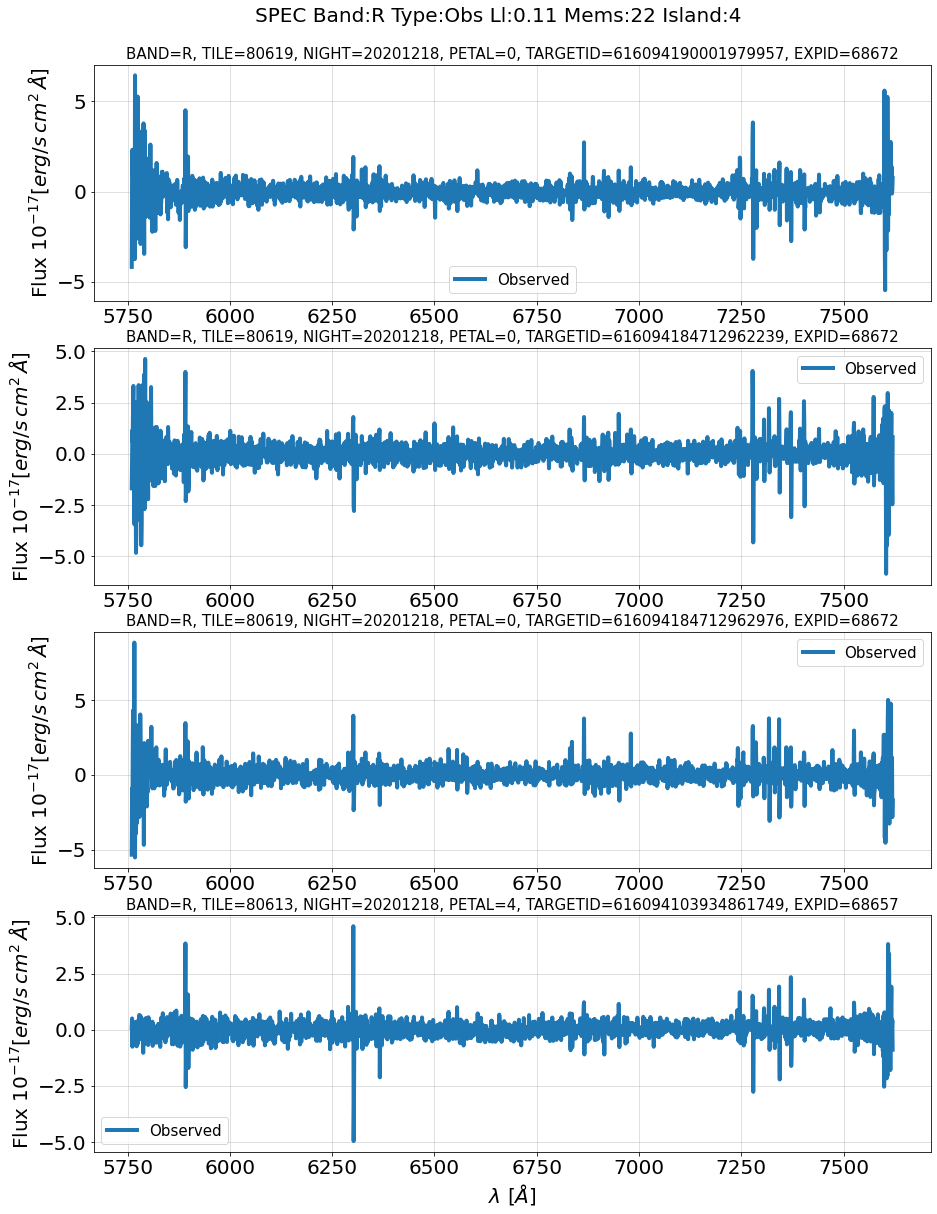 SPEC Band:R Type:Obs Ll:0.11 Mems:22 Island:4
BAND=R, TILE=80619, NIGHT=20201218, PETAL=0, TARGETID=616094190001979957, EXPID=68672
Flux 10⁻¹⁷[erg/s cm² Å]
5
0
−5
Observed
5750 6000 6250 6500 6750 7000 7250 7500
BAND=R, TILE=80619, NIGHT=20201218, PETAL=0, TARGETID=616094184712962239, EXPID=68672
Flux 10⁻¹⁷[erg/s cm² Å]
5.0
2.5
0.0
−2.5
−5.0
Observed
5750 6000 6250 6500 6750 7000 7250 7500
BAND=R, TILE=80619, NIGHT=20201218, PETAL=0, TARGETID=616094184712962976, EXPID=68672
Flux 10⁻¹⁷[erg/s cm² Å]
5
0
−5
Observed
5750 6000 6250 6500 6750 7000 7250 7500
BAND=R, TILE=80613, NIGHT=20201218, PETAL=4, TARGETID=616094103934861749, EXPID=68657
Flux 10⁻¹⁷[erg/s cm² Å]
5.0
2.5
0.0
−2.5
−5.0
Observed
5750 6000 6250 6500 6750 7000 7250 7500
λ [Å]